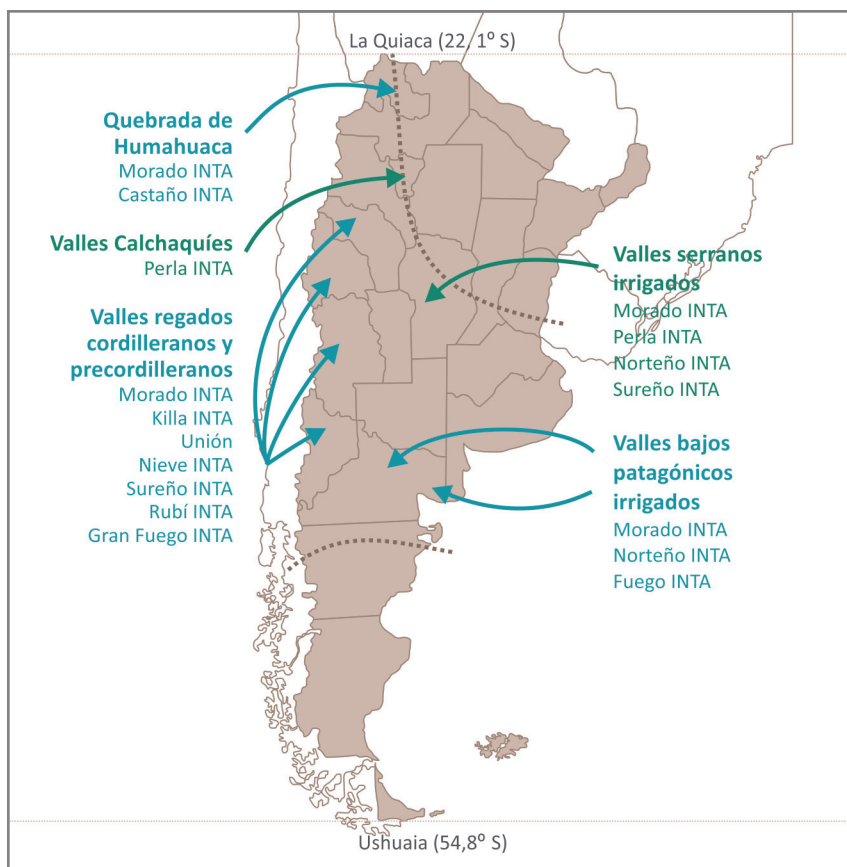 La Quiaca (22, 1º S)
Quebrada de
Humahuaca
Morado INTA
Castaño INTA
Valles Calchaquíes
Perla INTA
Valles regados
cordilleranos y
precordilleranos
Morado INTA
Killa INTA
Unión
Nieve INTA
Sureño INTA
Rubí INTA
Gran Fuego INTA
Valles serranos
irrigados
Morado INTA
Perla INTA
Norteño INTA
Sureño INTA
Valles bajos
patagónicos
irrigados
Morado INTA
Norteño INTA
Fuego INTA
Ushuaia (54,8º S)